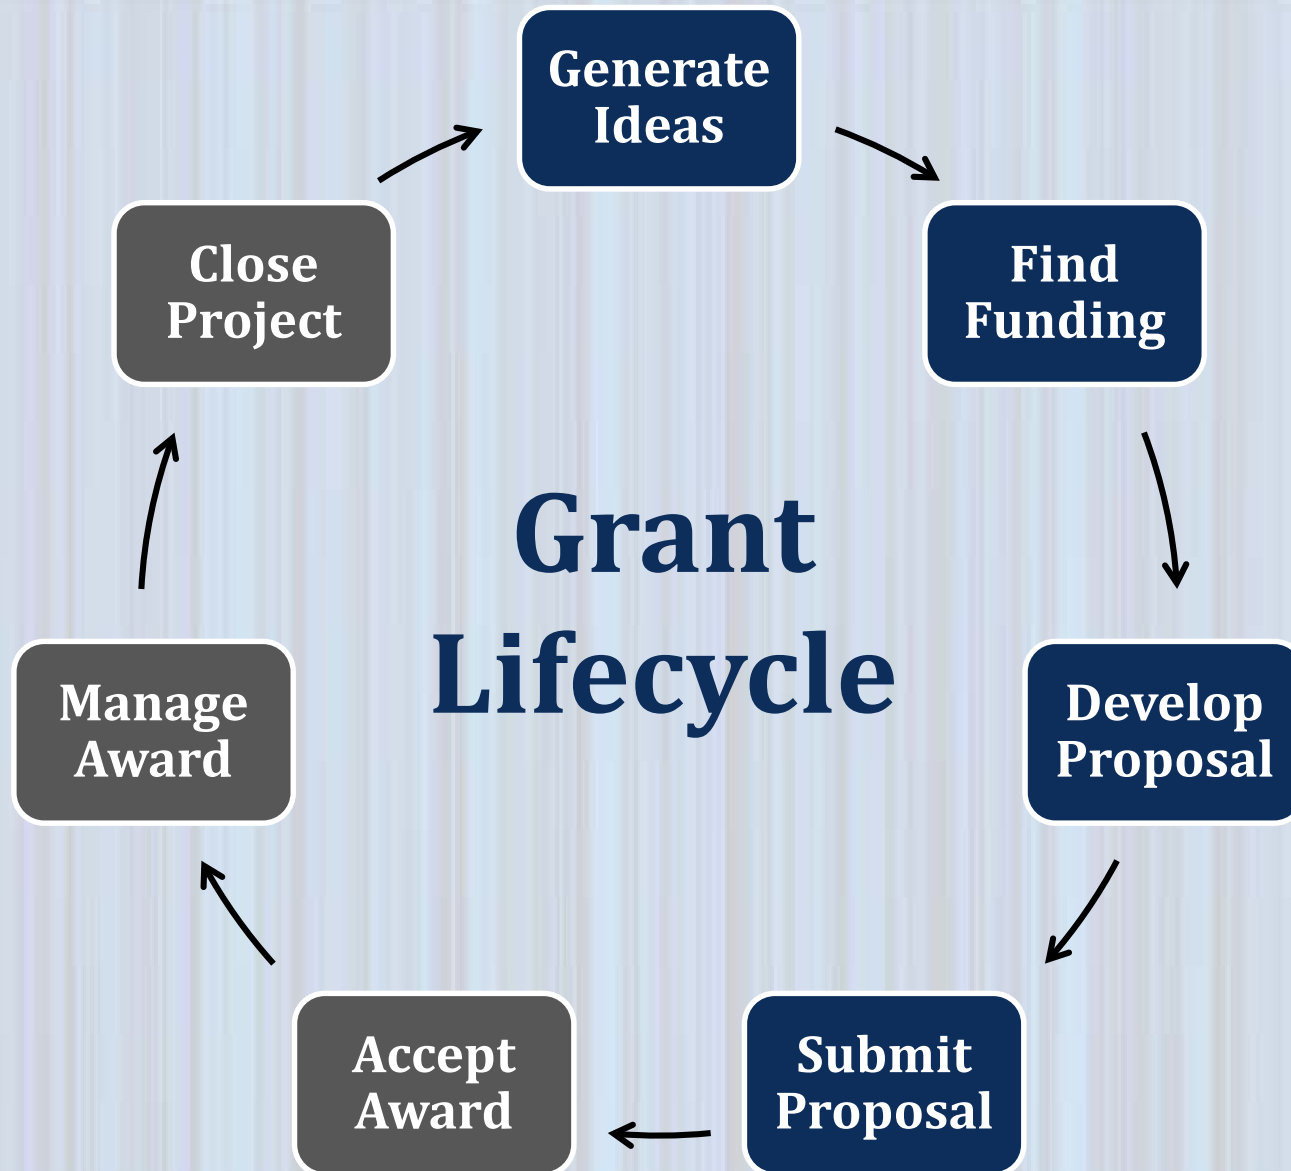 Generate
Ideas
Find
Funding
Develop
Proposal
Submit
Proposal
Accept
Award
Manage
Award
Close
Project
Grant
Lifecycle